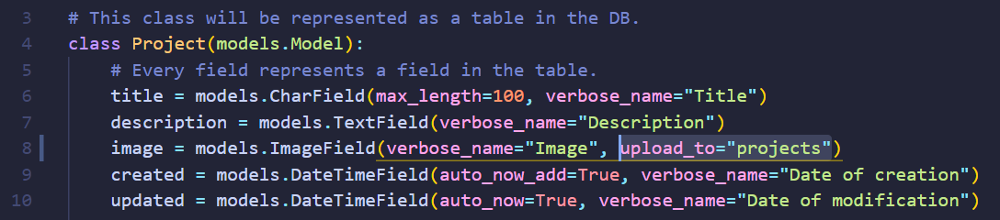 3 # This class will be represented as a table in the DB.
4 class Project(models.Model):
5     # Every field represents a field in the table.
6     title = models.CharField(max_length=100, verbose_name="Title")
7     description = models.TextField(verbose_name="Description")
8     image = models.ImageField(verbose_name="Image", upload_to="projects")
9     created = models.DateTimeField(auto_now_add=True, verbose_name="Date of creation")
10     updated = models.DateTimeField(auto_now=True, verbose_name="Date of modification")